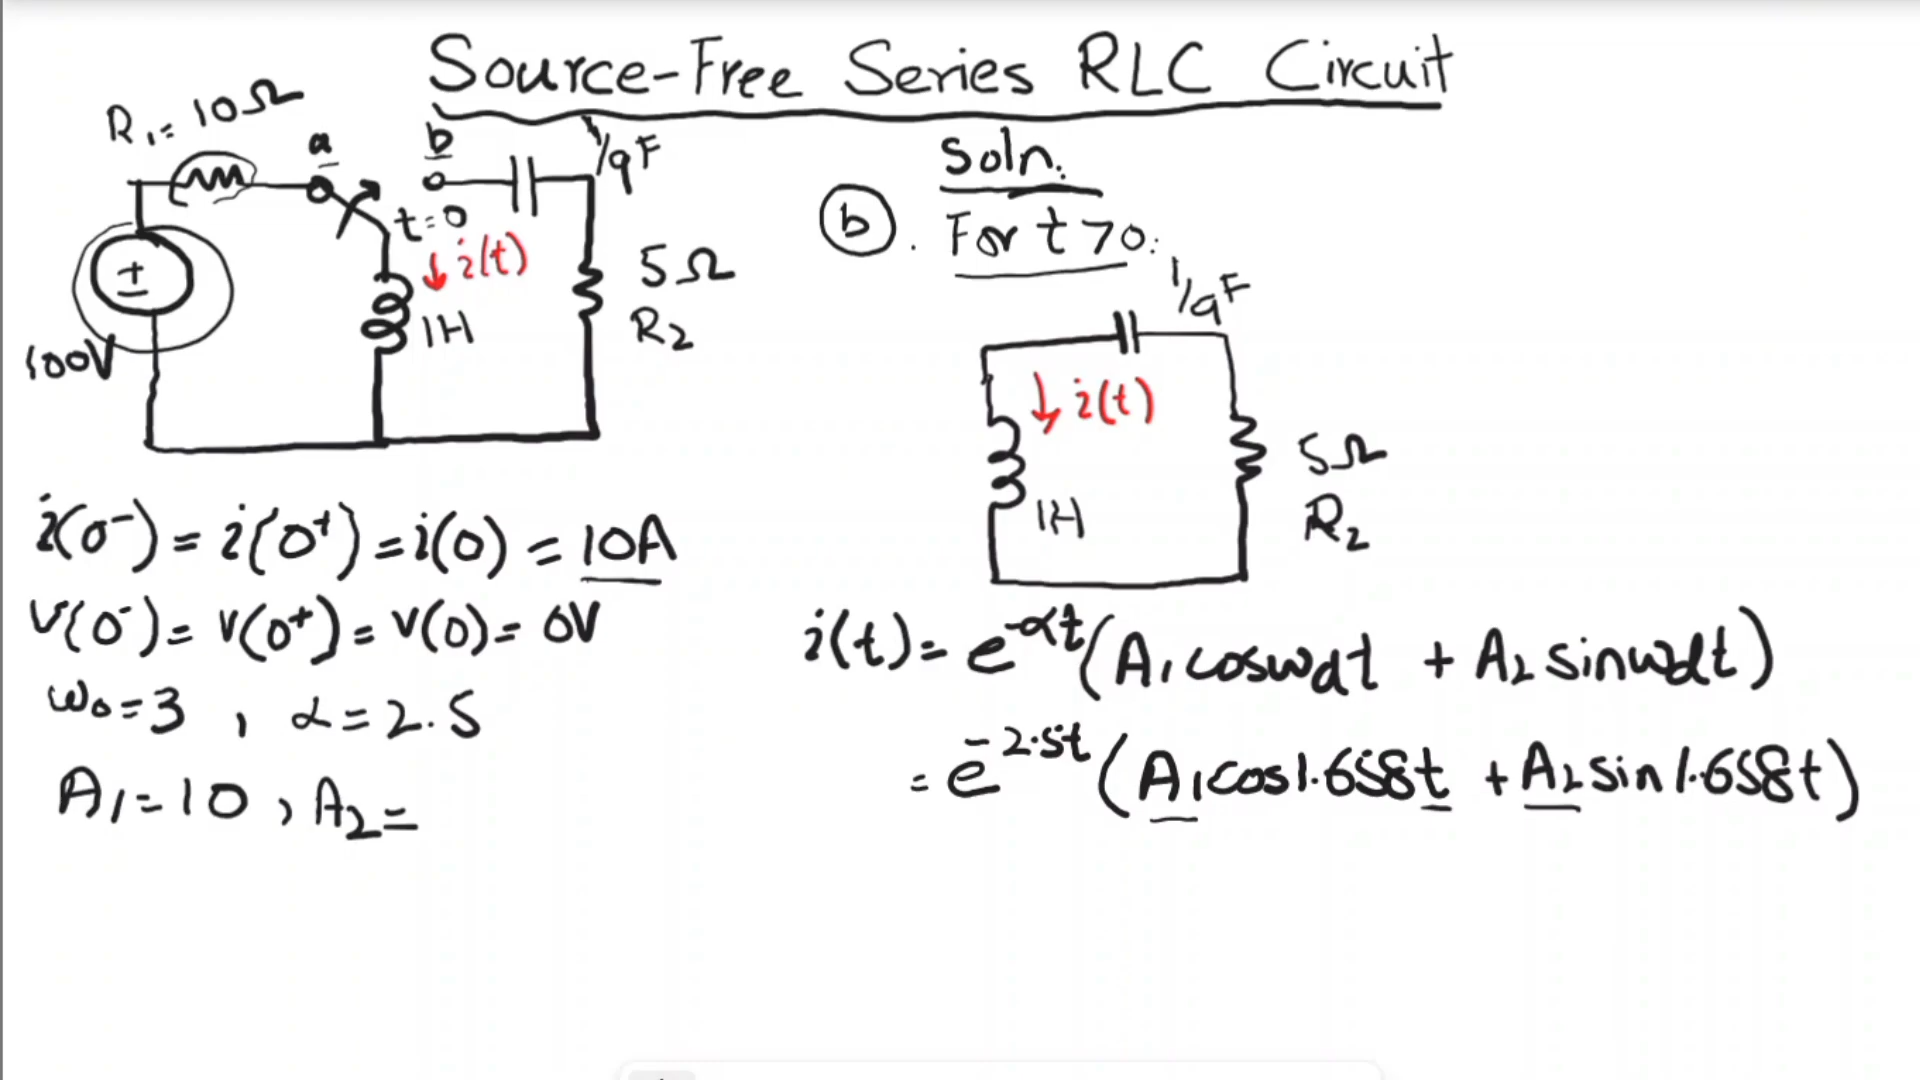 Source-Free Series RLC Circuit
R₁ = 10Ω
a
b
1/9F
t=0
i(t)
5Ω
R₂
1H
100V
+
−
Soln.
b. For t>0:
1/9F
i(t)
5Ω
R₂
1H
i(0⁻) = i(0⁺) = i(0) = 10A
v(0⁻) = v(0⁺) = v(0) = 0V
ω₀=3 , α=2.5
A₁=10 , A₂=
i(t) = e^-αt (A₁cosωdt + A₂sinωdt)
= e^-2.5t (A₁cos1.658t + A₂sin1.658t)